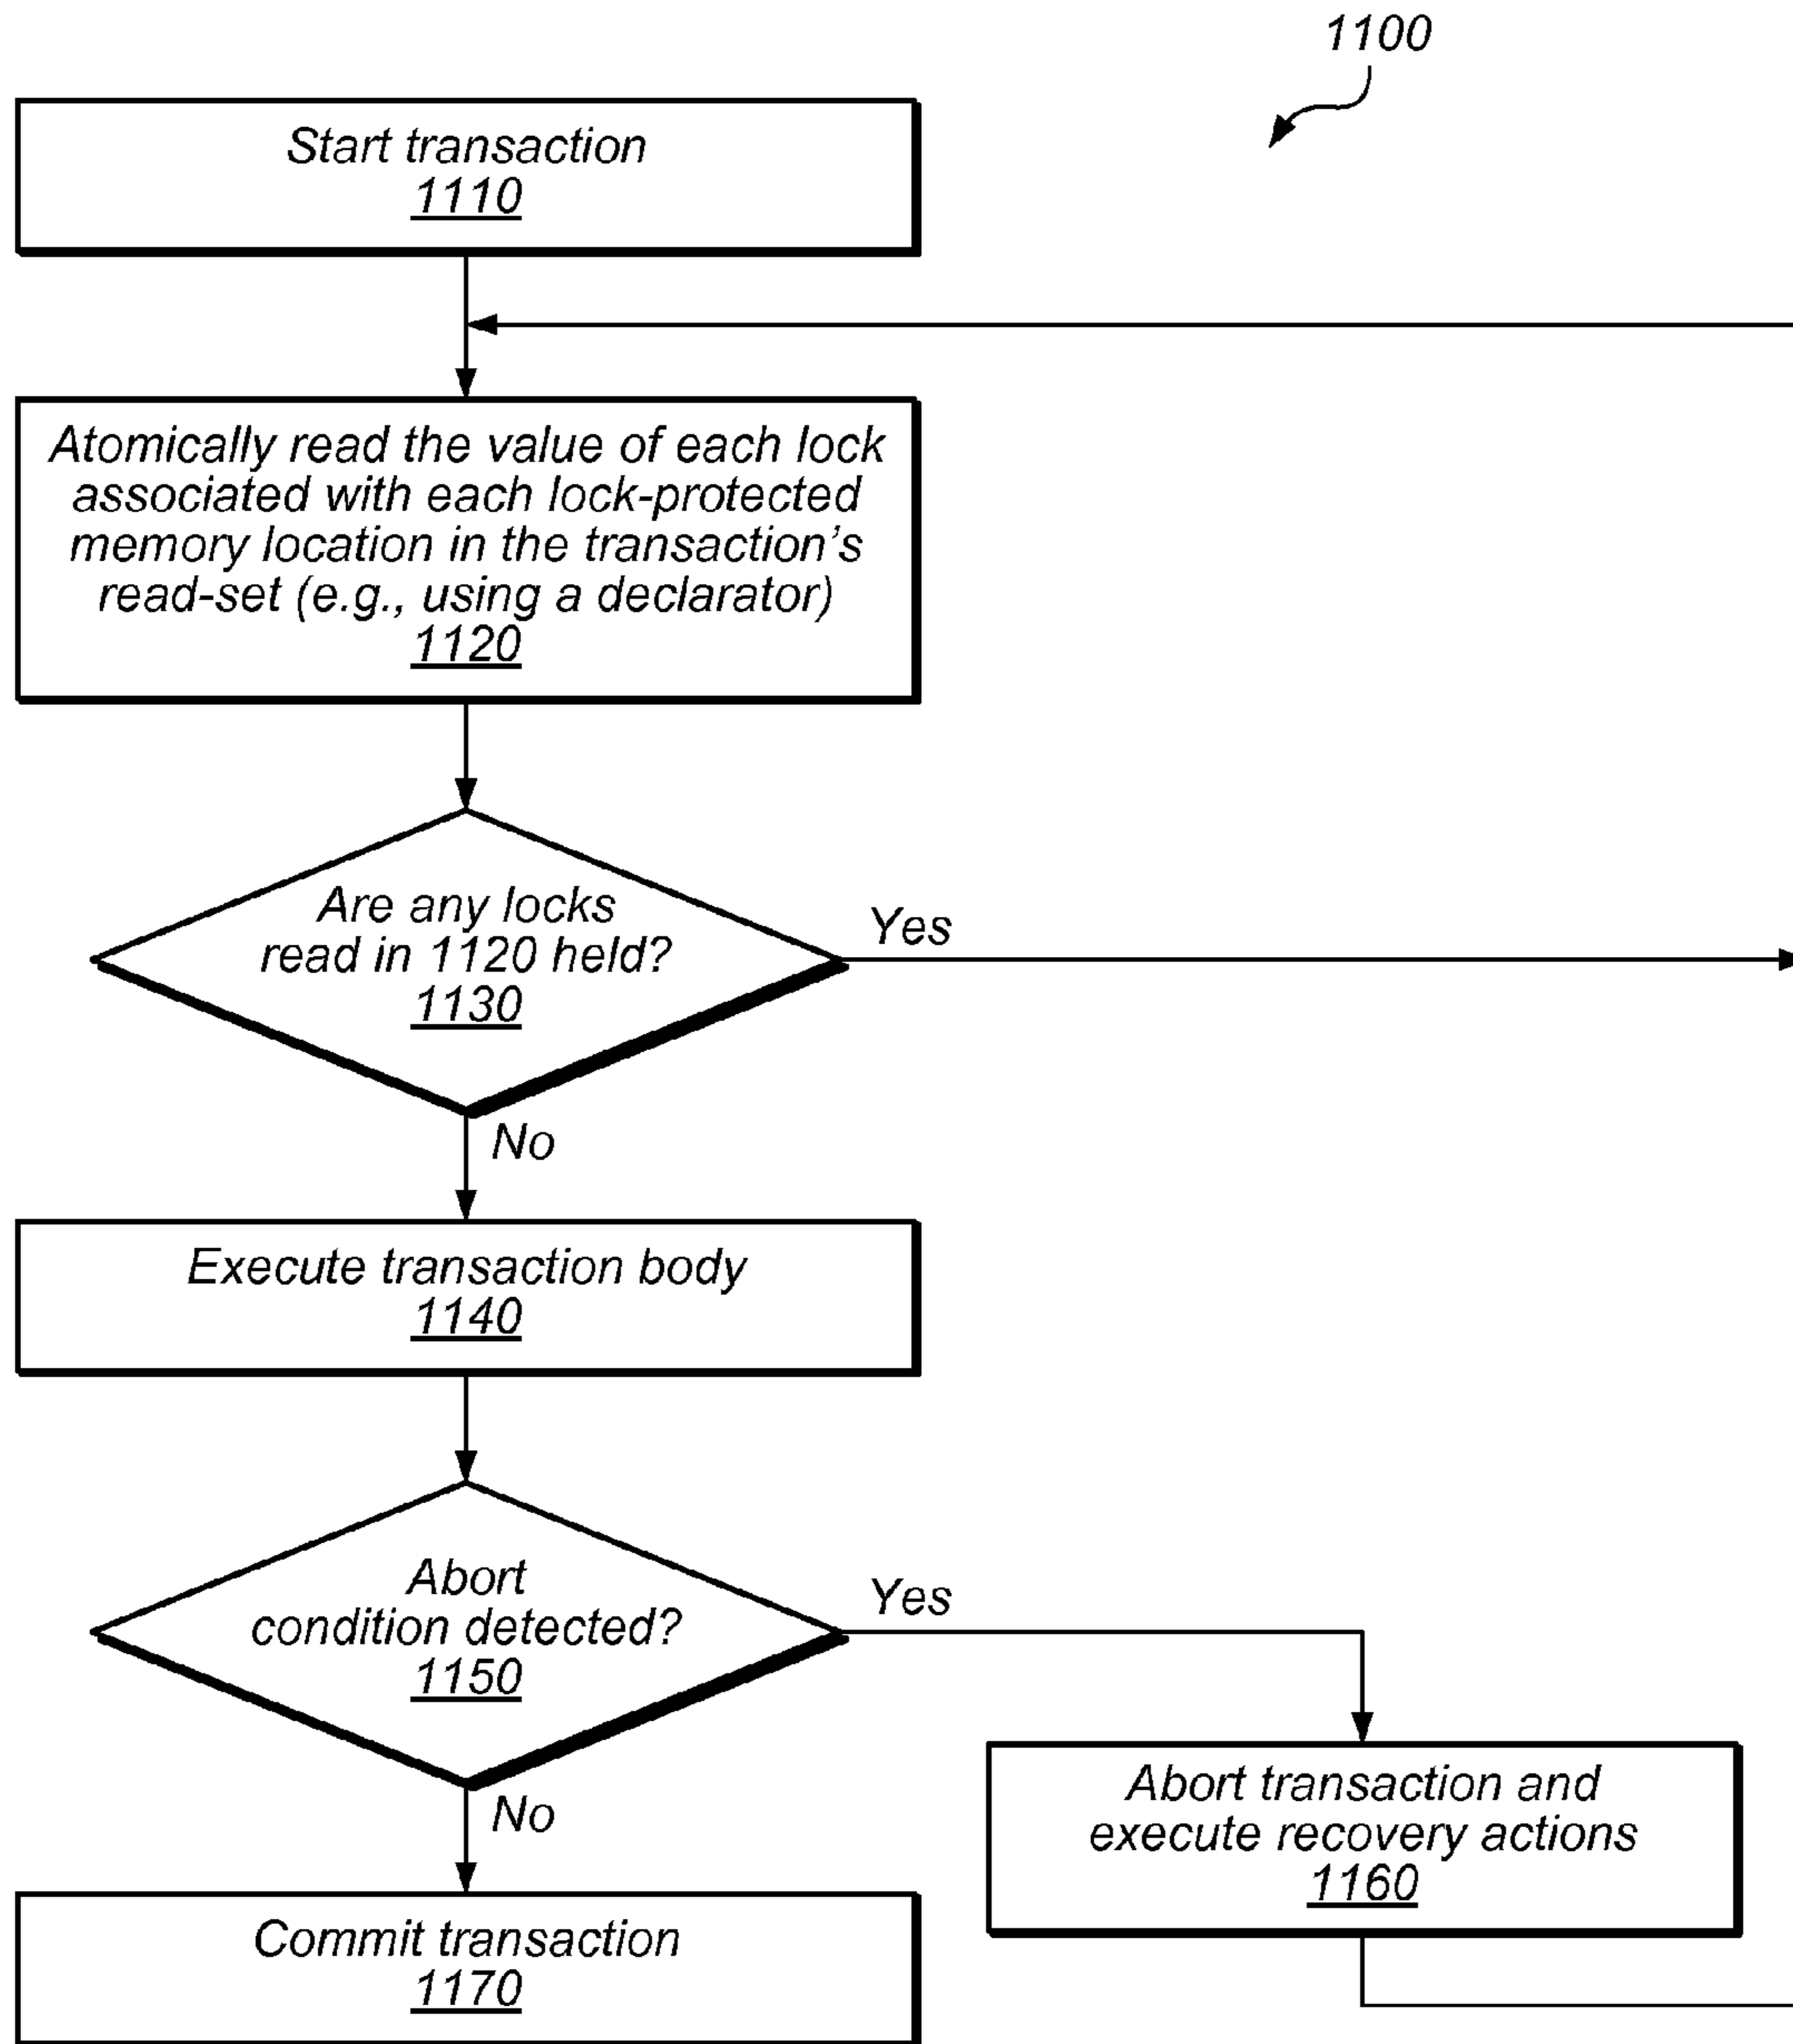 1100
Start transaction
1110
Atomically read the value of each lock
associated with each lock-protected
memory location in the transaction's
read-set (e.g., using a declarator)
1120
Are any locks
read in 1120 held?
1130
Yes
No
Execute transaction body
1140
Abort
condition detected?
1150
Yes
No
Abort transaction and
execute recovery actions
1160
Commit transaction
1170